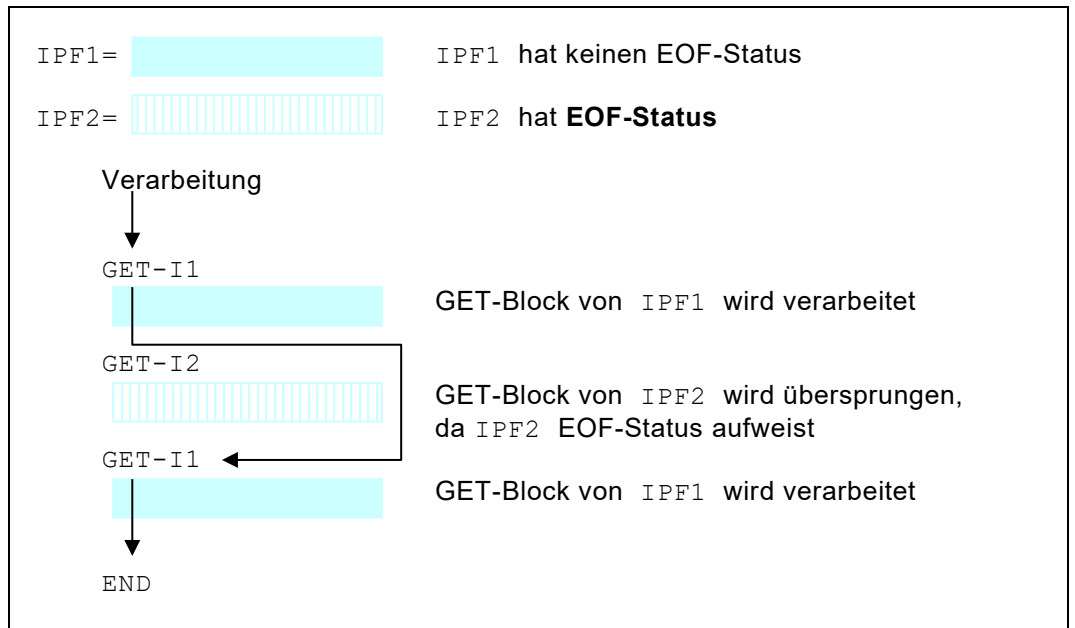 IPF1= IPF1 hat keinen EOF-Status
IPF2= IPF2 hat EOF-Status
Verarbeitung
GET-I1
GET-Block von IPF1 wird verarbeitet
GET-I2
GET-Block von IPF2 wird übersprungen,
da IPF2 EOF-Status aufweist
GET-I1
GET-Block von IPF1 wird verarbeitet
END